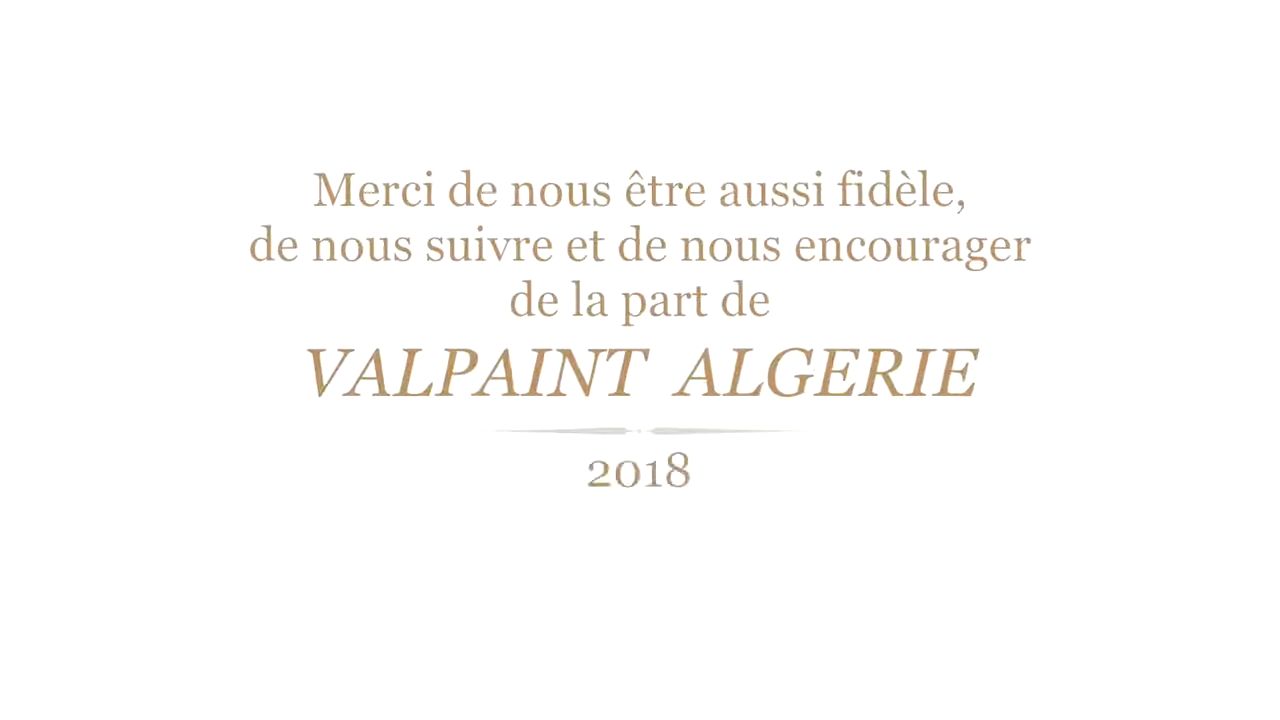 Merci de nous être aussi fidèle,
de nous suivre et de nous encourager
de la part de
VALPAINT ALGERIE
2018